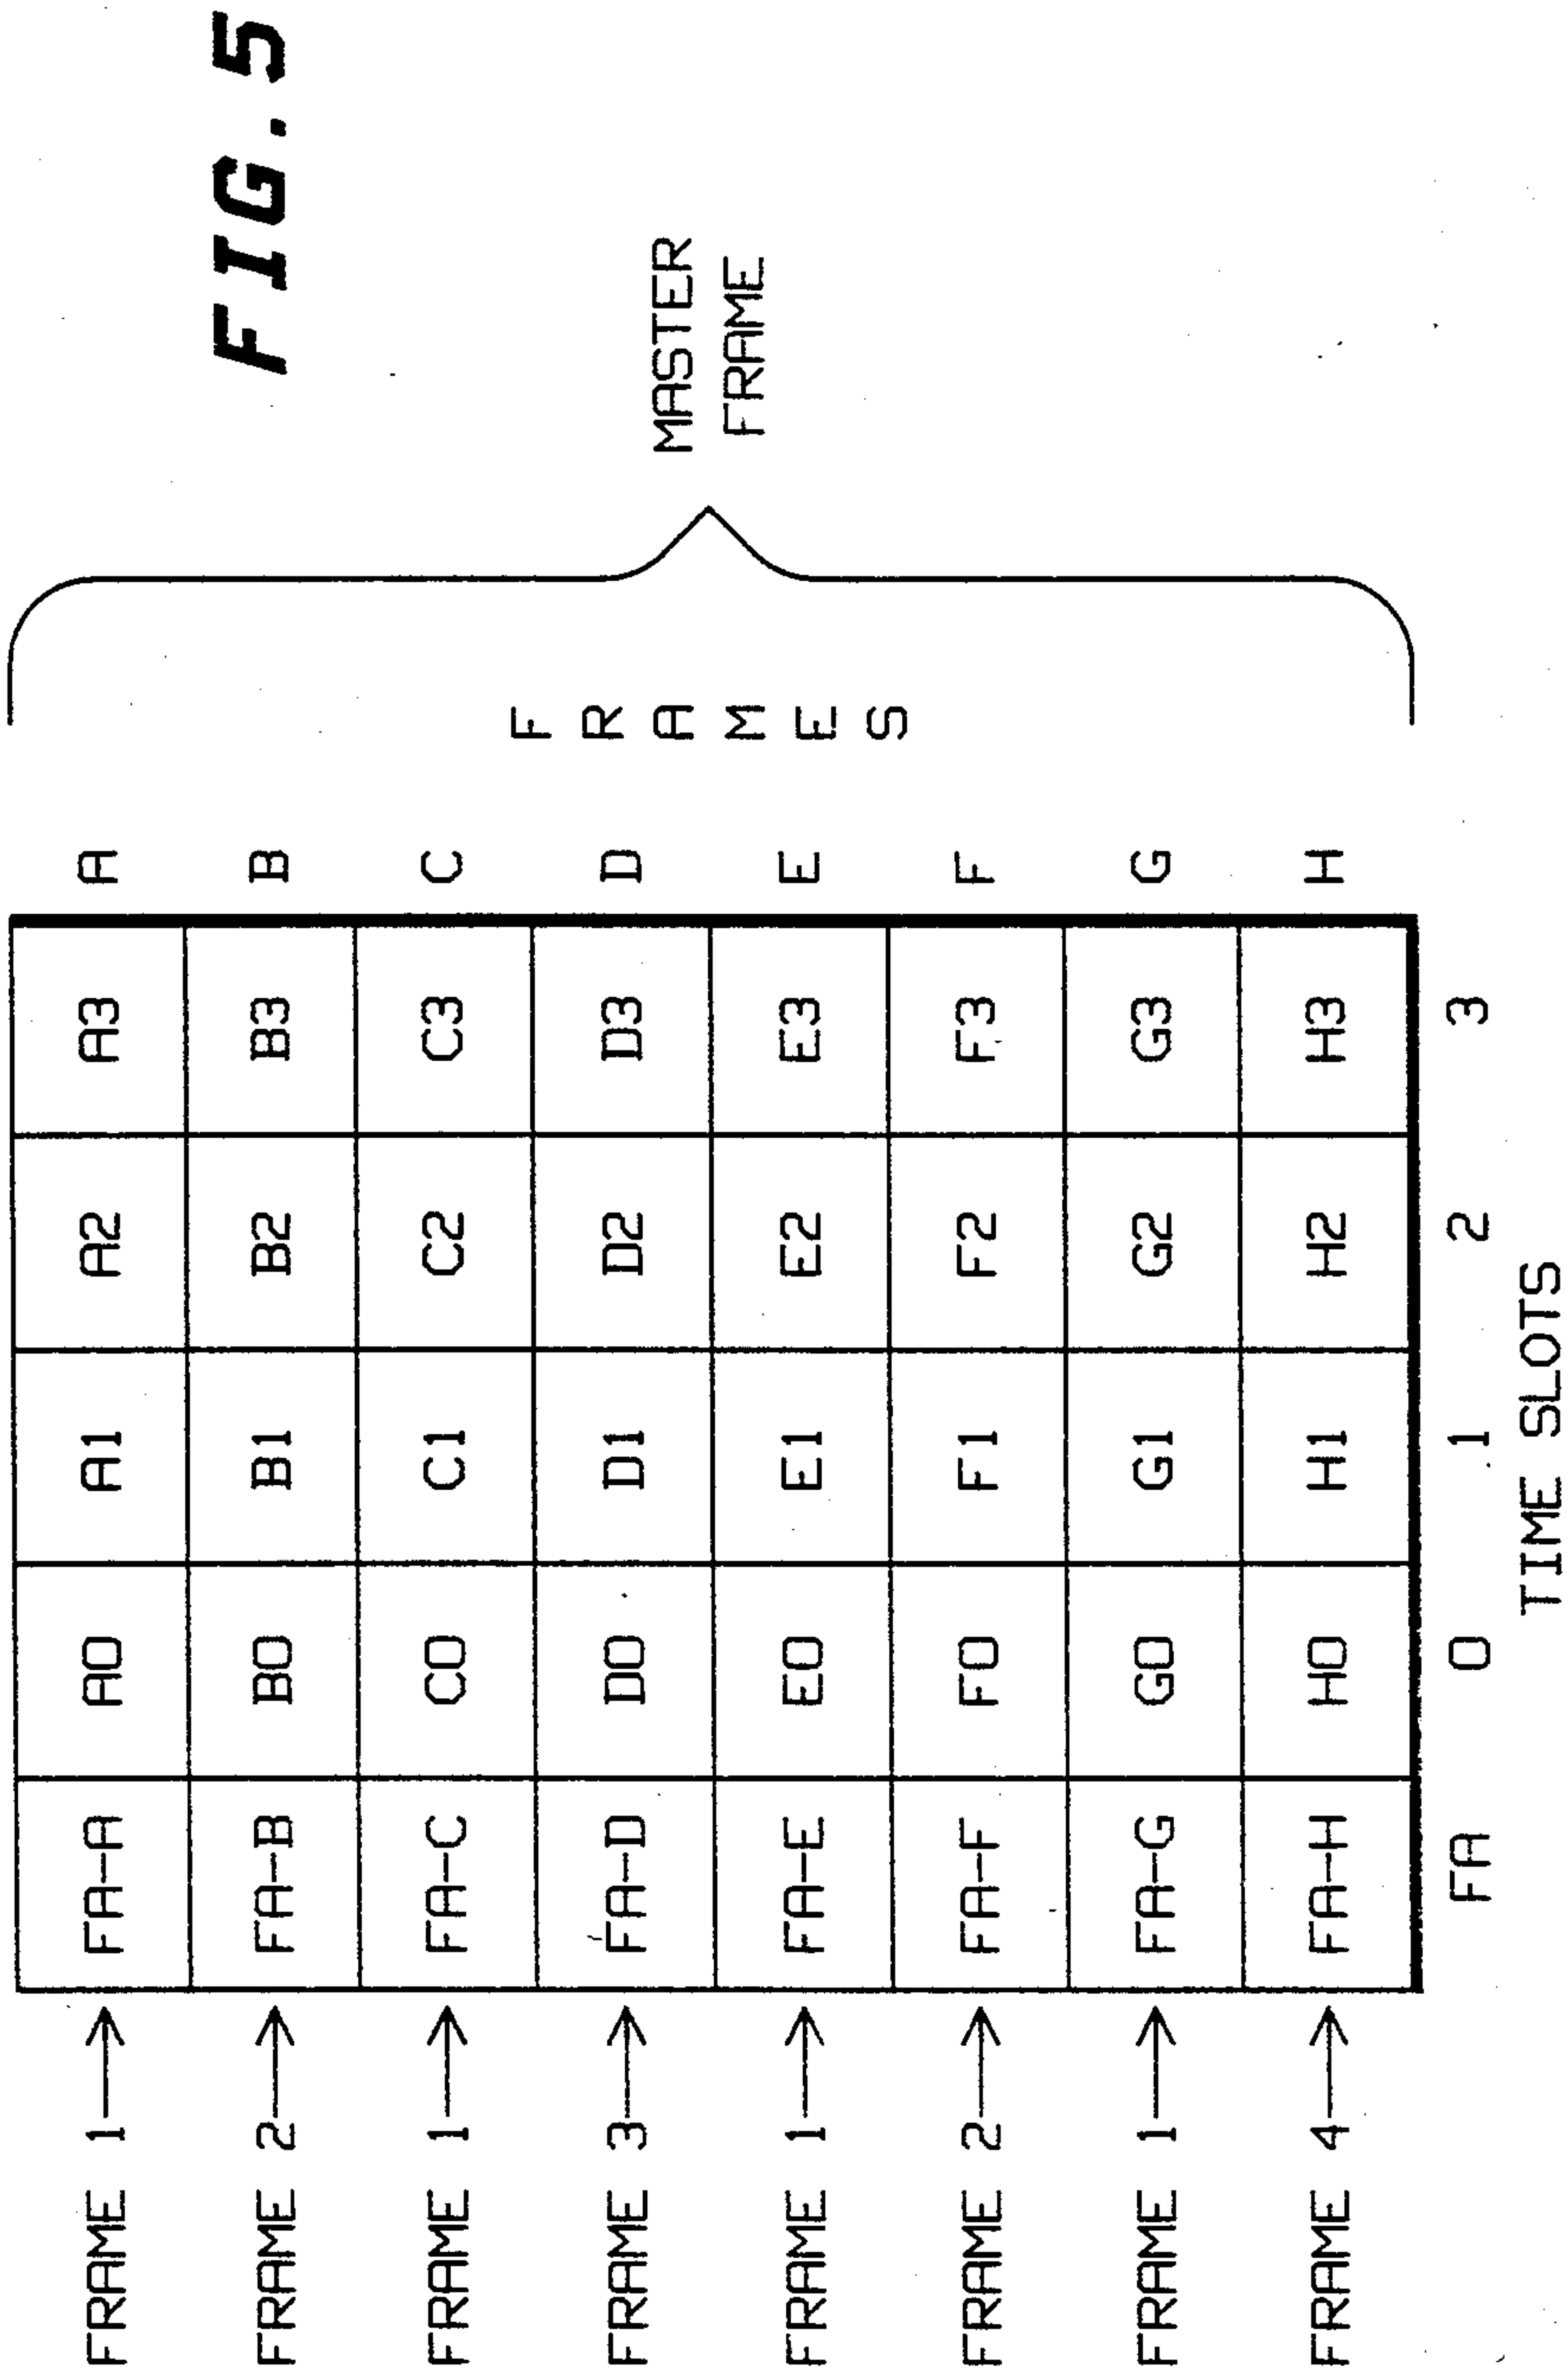 FIG. 5
FRAME 1 FA-A A0 A1 A2 A3 A
FRAME 2 FA-B B0 B1 B2 B3 B
FRAME 1 FA-C C0 C1 C2 C3 C
FRAME 3 FA-D D0 D1 D2 D3 D
FRAME 1 FA-E E0 E1 E2 E3 E
FRAME 2 FA-F F0 F1 F2 F3 F
FRAME 1 FA-G G0 G1 G2 G3 G
FRAME 4 FA-H H0 H1 H2 H3 H
FA 0 1 2 3
TIME SLOTS
FRAMES
MASTER
FRAME